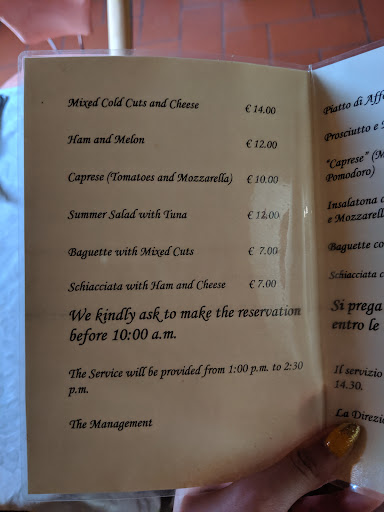 Mixed Cold Cuts and Cheese € 14.00
Ham and Melon € 12.00
Caprese (Tomatoes and Mozzarella) € 10.00
Summer Salad with Tuna € 12.00
Baguette with Mixed Cuts € 7.00
Schiacciata with Ham and Cheese € 7.00
We kindly ask to make the reservation
before 10:00 a.m.
The Service will be provided from 1:00 p.m. to 2:30
p.m.
The Management
Piatto di Affe
Prosciutto e
"Caprese" (M
Pomodoro)
Insalatona c
e Mozzarell
Baguette co
Schiacciata c
Si prega
entro le
Il servizio
14.30.
La Direzio